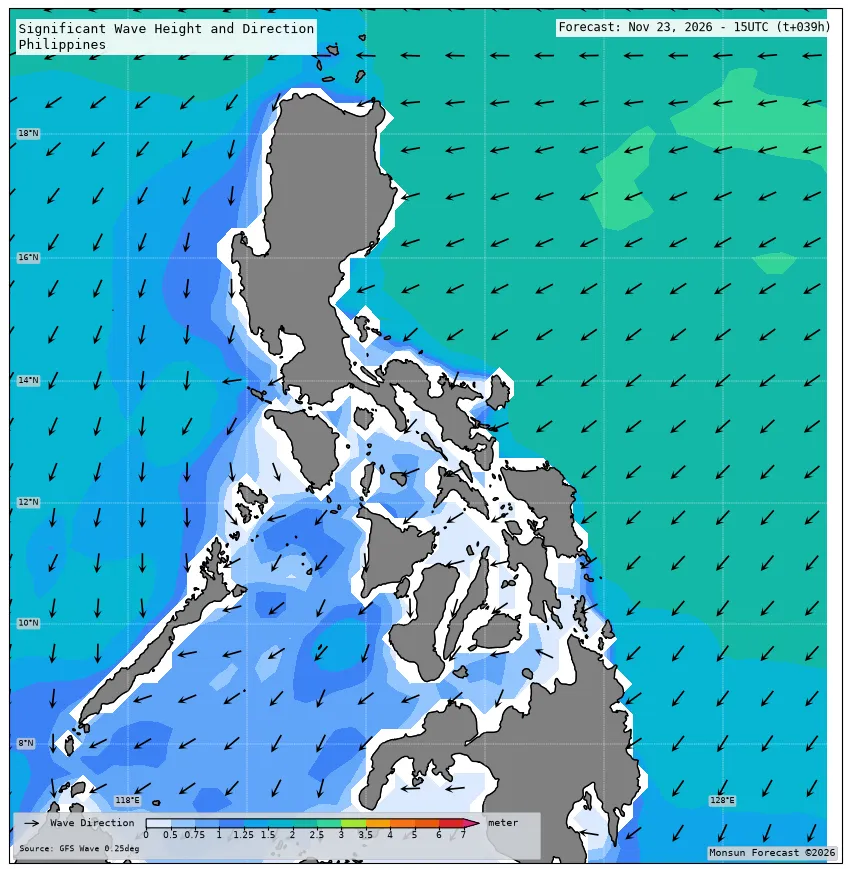 Significant Wave Height and Direction
Philippines
Forecast: Nov 23, 2026 - 15UTC (t+039h)
18°N
16°N
14°N
12°N
10°N
8°N
118°E
128°E
Wave Direction
0 0.5 0.75 1 1.25 1.5 2 2.5 3 3.5 4 5 6 7
meter
Source: GFS Wave 0.25deg
Monsun Forecast ©2026